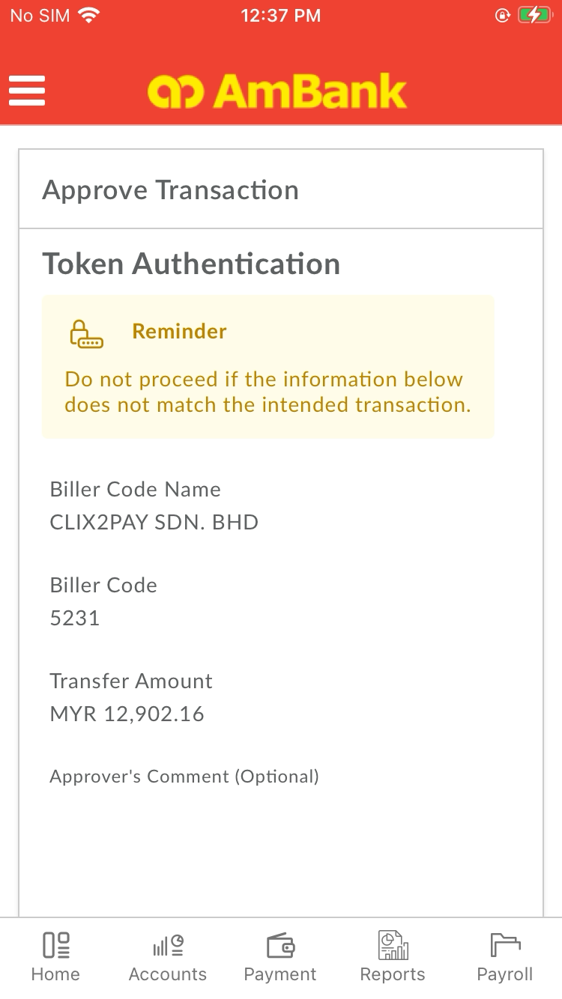 No SIM
12:37 PM
AmBank
Approve Transaction
Token Authentication
Reminder
Do not proceed if the information below
does not match the intended transaction.
Biller Code Name
CLIX2PAY SDN. BHD
Biller Code
5231
Transfer Amount
MYR 12,902.16
Approver's Comment (Optional)
Home Accounts Payment Reports Payroll